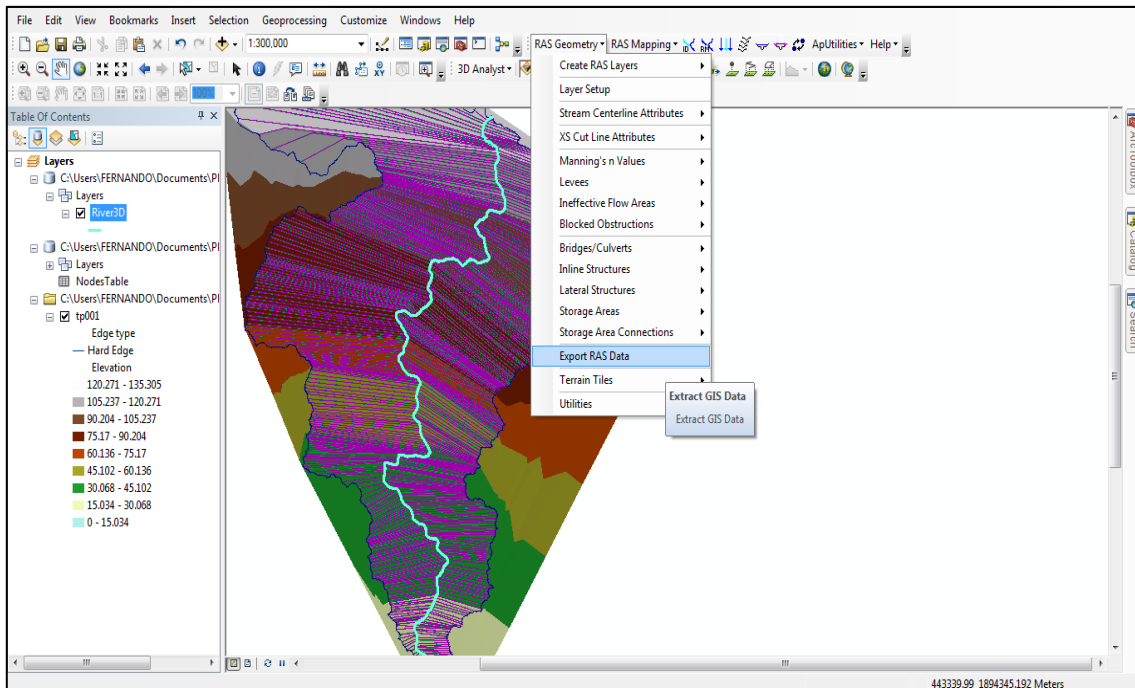 File Edit View Bookmarks Insert Selection Geoprocessing Customize Windows Help
1:300,000
RAS Geometry RAS Mapping ID ApUtilities Help
3D Analyst
100%
Table Of Contents
Layers
C:\Users\FERNANDO\Documents\P
Layers
River3D
C:\Users\FERNANDO\Documents\P
Layers
NodesTable
C:\Users\FERNANDO\Documents\P
tp001
Edge type
Hard Edge
Elevation
120.271 - 135.305
105.237 - 120.271
90.204 - 105.237
75.17 - 90.204
60.136 - 75.17
45.102 - 60.136
30.068 - 45.102
15.034 - 30.068
0 - 15.034
Create RAS Layers
Layer Setup
Stream Centerline Attributes
XS Cut Line Attributes
Manning's n Values
Levees
Ineffective Flow Areas
Blocked Obstructions
Bridges/Culverts
Inline Structures
Lateral Structures
Storage Areas
Storage Area Connections
Export RAS Data
Terrain Tiles
Utilities
Extract GIS Data
Extract GIS Data
ArcToolbox
Catalog
Search
443339.99 1894345.192 Meters